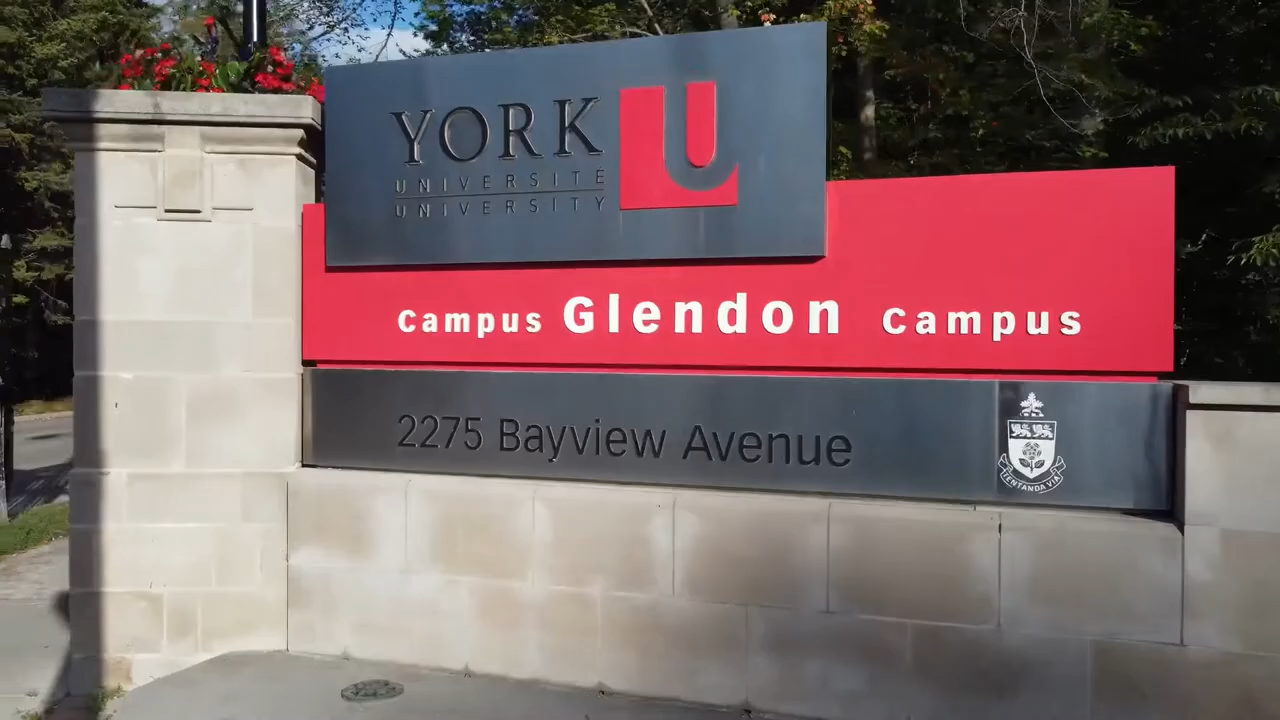 YORK U
UNIVERSITÉ
UNIVERSITY
Campus Glendon Campus
2275 Bayview Avenue
TENTANDA VIA